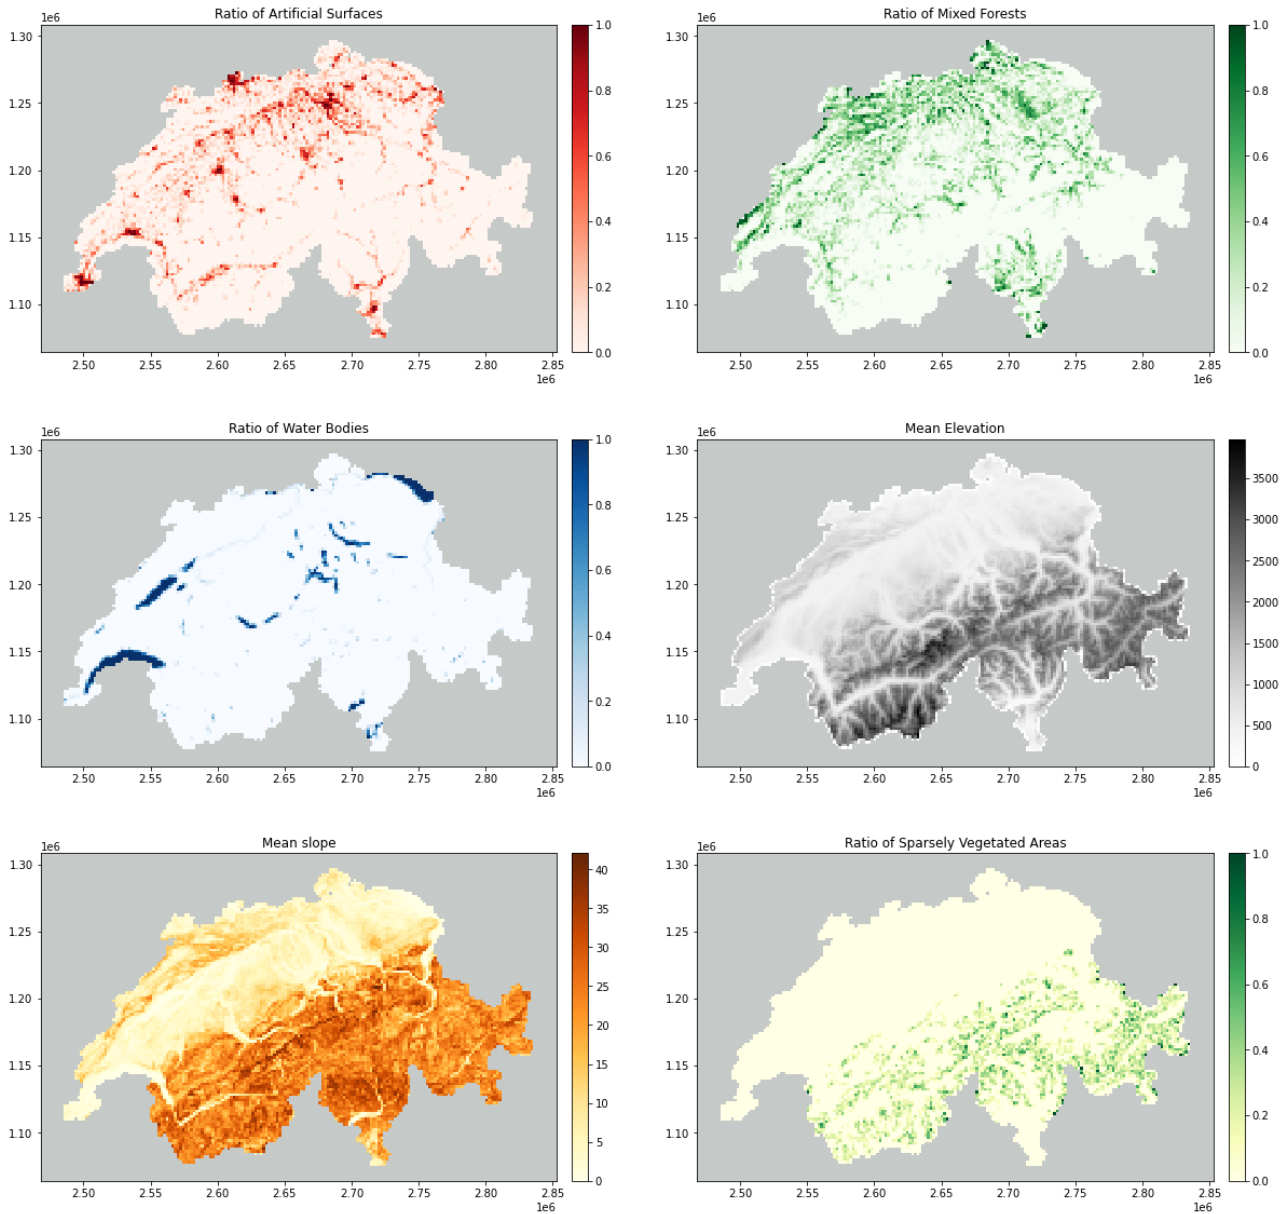 Ratio of Artificial Surfaces
1e6
1.30
1.25
1.20
1.15
1.10
2.50 2.55 2.60 2.65 2.70 2.75 2.80 2.85
1e6
1.0
0.8
0.6
0.4
0.2
0.0
Ratio of Mixed Forests
1e6
1.30
1.25
1.20
1.15
1.10
2.50 2.55 2.60 2.65 2.70 2.75 2.80 2.85
1e6
1.0
0.8
0.6
0.4
0.2
0.0
Ratio of Water Bodies
1e6
1.30
1.25
1.20
1.15
1.10
2.50 2.55 2.60 2.65 2.70 2.75 2.80 2.85
1e6
1.0
0.8
0.6
0.4
0.2
0.0
Mean Elevation
1e6
1.30
1.25
1.20
1.15
1.10
2.50 2.55 2.60 2.65 2.70 2.75 2.80 2.85
1e6
3500
3000
2500
2000
1500
1000
500
0
Mean slope
1e6
1.30
1.25
1.20
1.15
1.10
2.50 2.55 2.60 2.65 2.70 2.75 2.80 2.85
1e6
40
35
30
25
20
15
10
5
0
Ratio of Sparsely Vegetated Areas
1e6
1.30
1.25
1.20
1.15
1.10
2.50 2.55 2.60 2.65 2.70 2.75 2.80 2.85
1e6
1.0
0.8
0.6
0.4
0.2
0.0